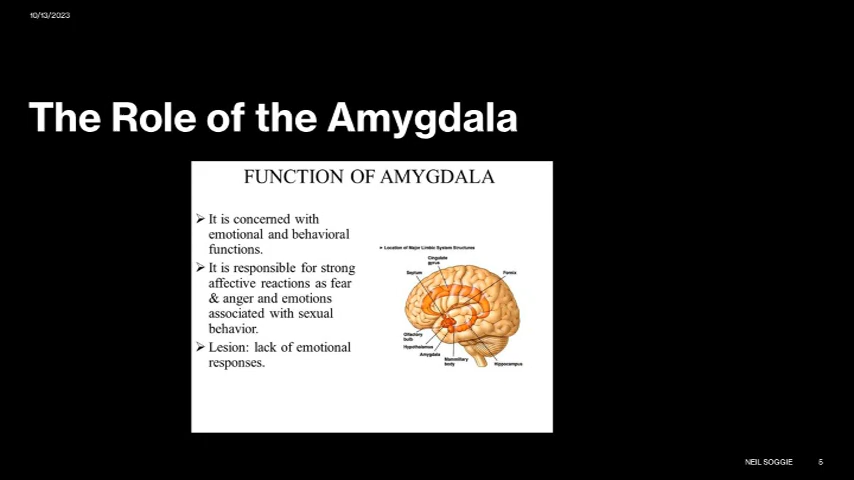 10/13/2023
The Role of the Amygdala
FUNCTION OF AMYGDALA
➢ It is concerned with
emotional and behavioral
functions.
➢ It is responsible for strong
affective reactions as fear
& anger and emotions
associated with sexual
behavior.
➢ Lesion: lack of emotional
responses.
Location of Major Limbic System Structures
Cingulate
gyrus
Septum
Fornix
Olfactory
bulb
Hypothalamus
Amygdala
Mammillary
body
Hippocampus
NEIL SOGGIE
5